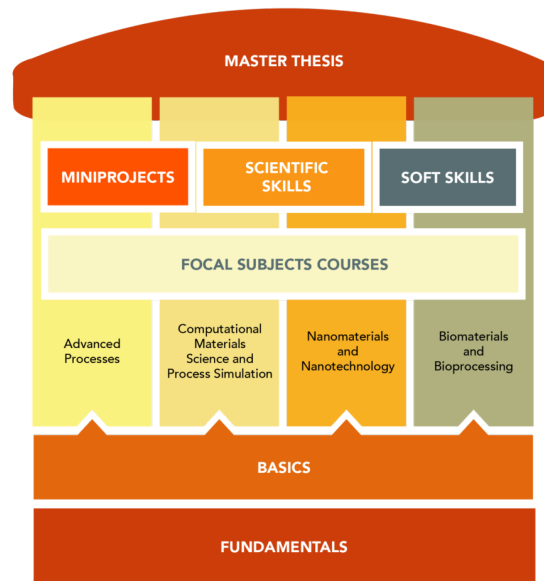 MASTER THESIS
MINIPROJECTS
SCIENTIFIC
SKILLS
SOFT SKILLS
FOCAL SUBJECTS COURSES
Advanced
Processes
Computational
Materials
Science and
Process Simulation
Nanomaterials
and
Nanotechnology
Biomaterials
and
Bioprocessing
BASICS
FUNDAMENTALS